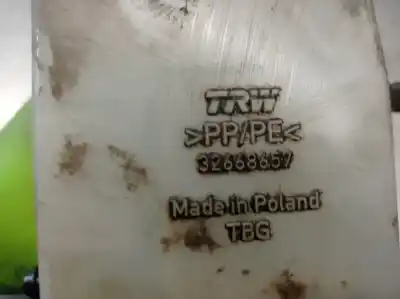 TRW
>PP/PE<
32668657
Made in Poland
TBG